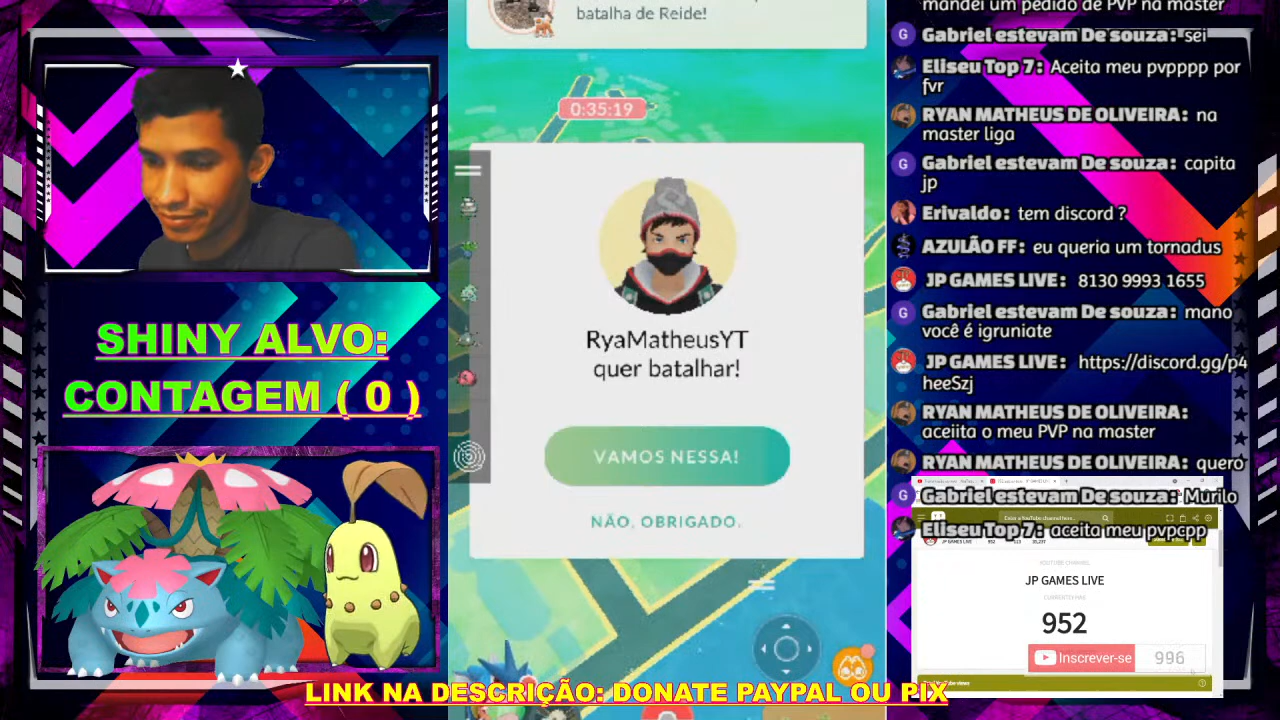 SHINY ALVO:
CONTAGEM ( 0 )
batalha de Reide!
0:35:19
RyaMatheusYT
quer batalhar!
VAMOS NESSA!
NÃO, OBRIGADO.
mandei um pedido de PVP na master
Gabriel estevam De souza: sei
Eliseu Top 7: Aceita meu pvpppp por
fvr
RYAN MATHEUS DE OLIVEIRA: na
master liga
Gabriel estevam De souza: capita
jp
Erivaldo: tem discord ?
AZULÃO FF: eu queria um tornadus
JP GAMES LIVE: 8130 9993 1655
Gabriel estevam De souza: mano
você é igruniate
JP GAMES LIVE: https://discord.gg/p4
heeSzj
RYAN MATHEUS DE OLIVEIRA:
aceiita o meu PVP na master
RYAN MATHEUS DE OLIVEIRA: quero
Gabriel estevam De souza: Murilo
Eliseu Top 7: aceita meu pvpcpp
JP GAMES LIVE
952
Inscrever-se
996
LINK NA DESCRIÇÃO: DONATE PAYPAL OU PIX